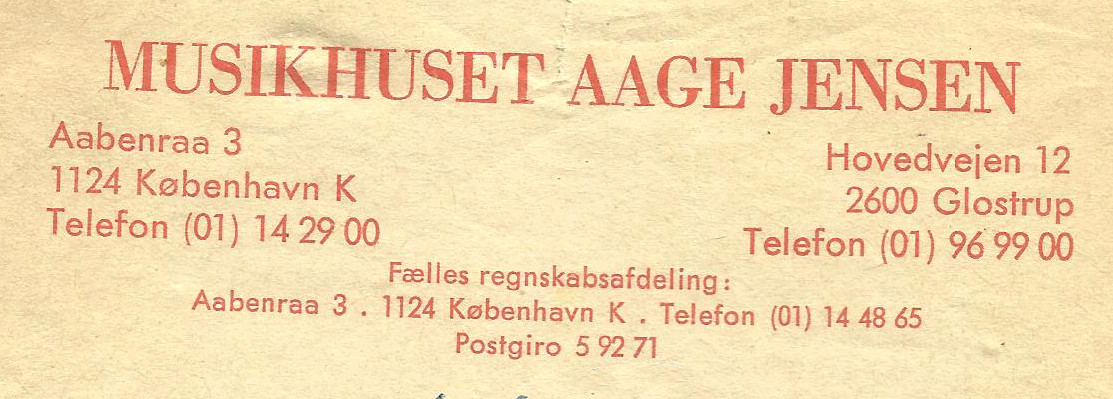 MUSIKHUSET AAGE JENSEN
Aabenraa 3
1124 København K
Telefon (01) 14 29 00
Hovedvejen 12
2600 Glostrup
Telefon (01) 96 99 00
Fælles regnskabsafdeling:
Aabenraa 3 . 1124 København K . Telefon (01) 14 48 65
Postgiro 5 92 71